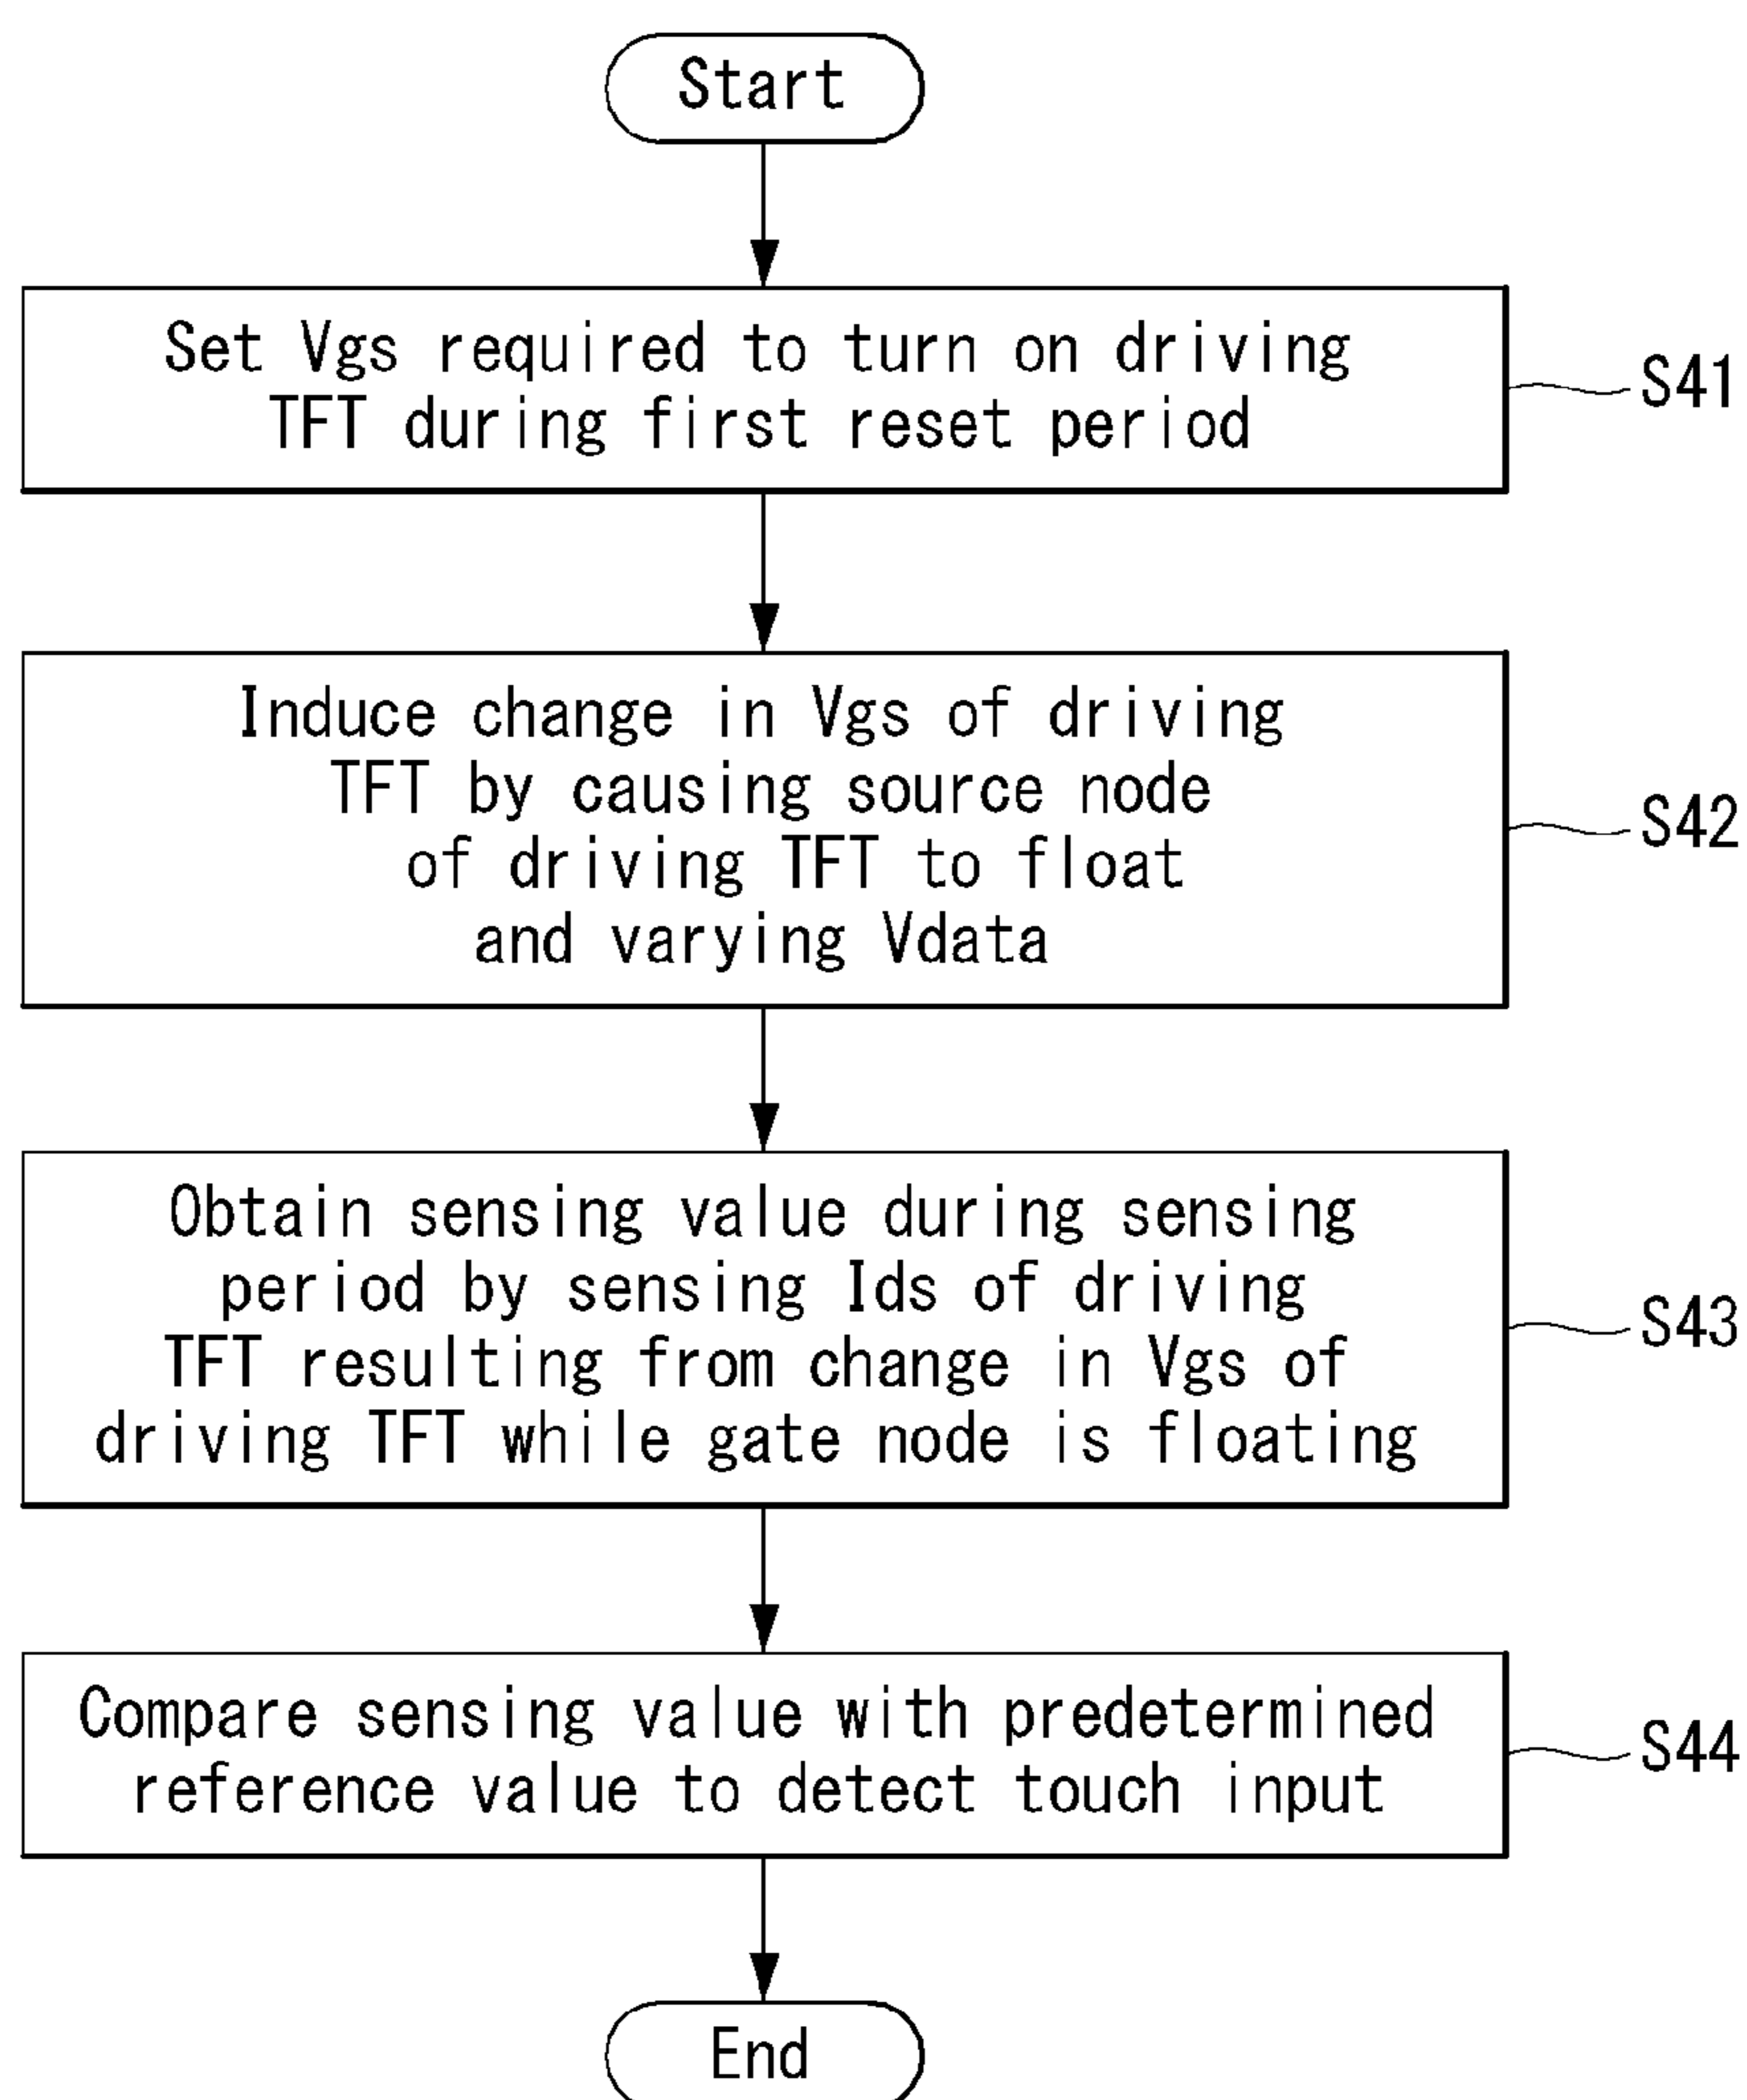 Start
Set Vgs required to turn on driving
TFT during first reset period
S41
Induce change in Vgs of driving
TFT by causing source node
of driving TFT to float
and varying Vdata
S42
Obtain sensing value during sensing
period by sensing Ids of driving
TFT resulting from change in Vgs of
driving TFT while gate node is floating
S43
Compare sensing value with predetermined
reference value to detect touch input
S44
End